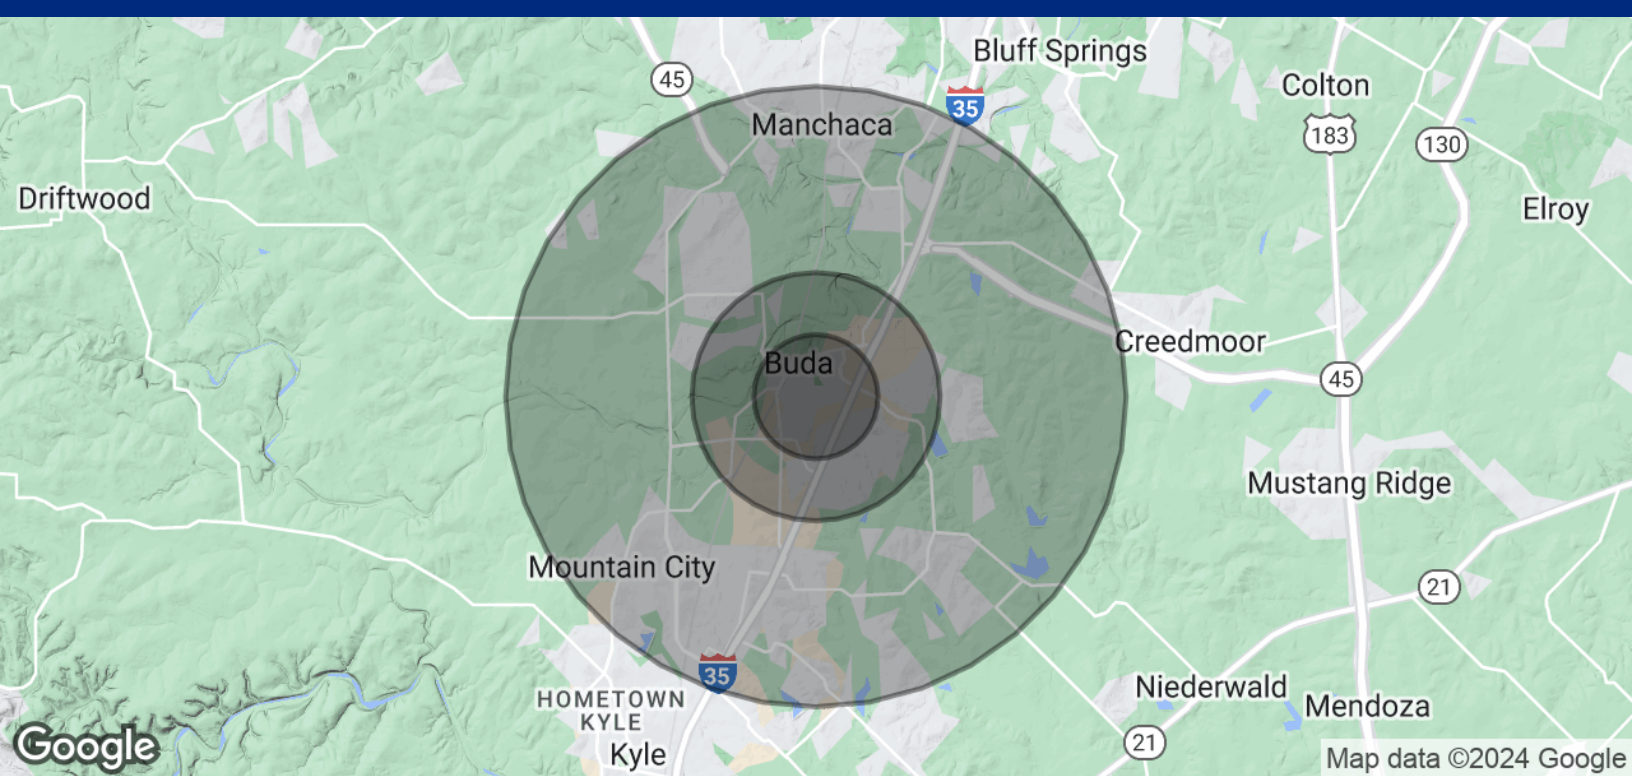 Bluff Springs
45
Colton
35
Manchaca
183
130
Driftwood
Elroy
Creedmoor
Buda
45
Mustang Ridge
Mountain City
21
35
Niederwald
HOMETOWN
KYLE
Mendoza
21
Kyle
Google
Map data ©2024 Google